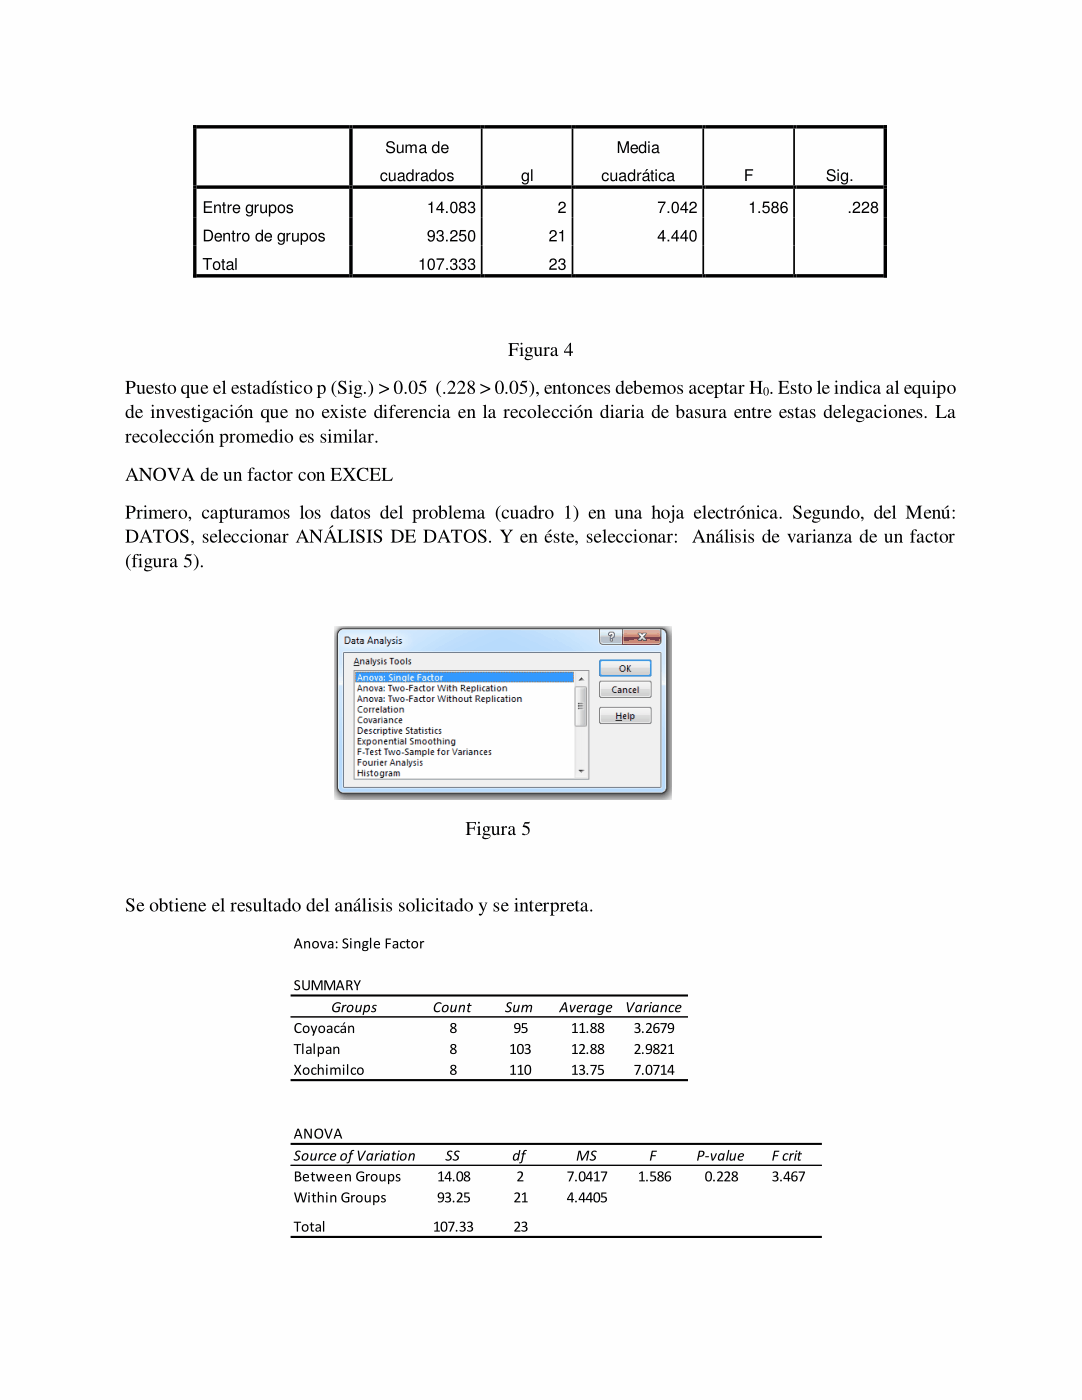 Suma de cuadrados gl Media cuadrática F Sig.
Entre grupos 14.083 2 7.042 1.586 .228
Dentro de grupos 93.250 21 4.440
Total 107.333 23
Figura 4
Puesto que el estadístico p (Sig.) > 0.05 (.228 > 0.05), entonces debemos aceptar H0. Esto le indica al equipo
de investigación que no existe diferencia en la recolección diaria de basura entre estas delegaciones. La
recolección promedio es similar.
ANOVA de un factor con EXCEL
Primero, capturamos los datos del problema (cuadro 1) en una hoja electrónica. Segundo, del Menú:
DATOS, seleccionar ANÁLISIS DE DATOS. Y en éste, seleccionar: Análisis de varianza de un factor
(figura 5).
Data Analysis
Analysis Tools
Anova: Single Factor
Anova: Two-Factor With Replication
Anova: Two-Factor Without Replication
Correlation
Covariance
Descriptive Statistics
Exponential Smoothing
F-Test Two-Sample for Variances
Fourier Analysis
Histogram
OK
Cancel
Help
Figura 5
Se obtiene el resultado del análisis solicitado y se interpreta.
Anova: Single Factor
SUMMARY
Groups Count Sum Average Variance
Coyoacán 8 95 11.88 3.2679
Tlalpan 8 103 12.88 2.9821
Xochimilco 8 110 13.75 7.0714
ANOVA
Source of Variation SS df MS F P-value F crit
Between Groups 14.08 2 7.0417 1.586 0.228 3.467
Within Groups 93.25 21 4.4405
Total 107.33 23